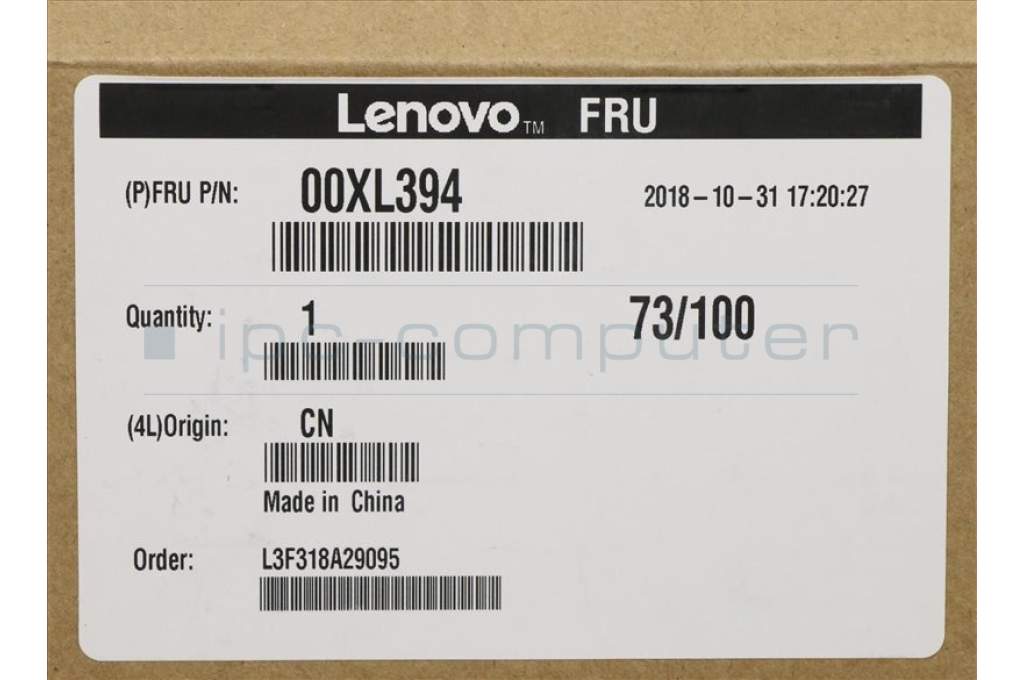 Lenovo™ FRU
(P)FRU P/N: 00XL394 2018-10-31 17:20:27
Quantity: 1 73/100
ipc-computer
(4L)Origin: CN
Made in China
Order: L3F318A29095